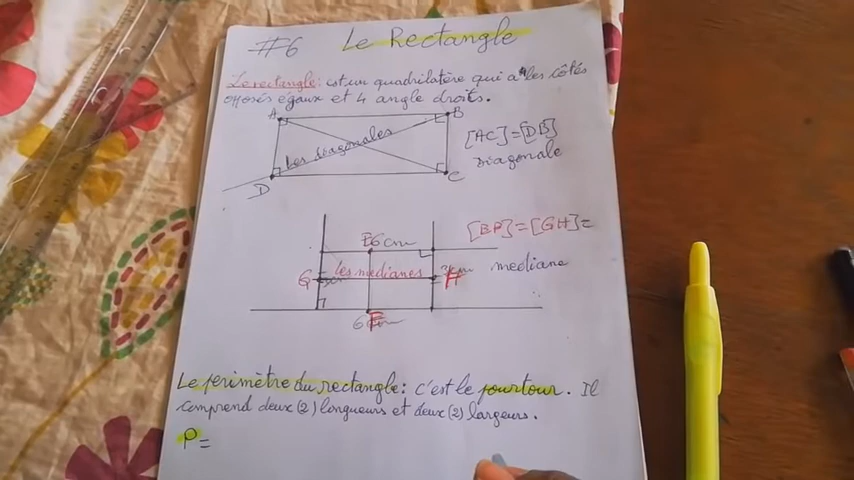 #6 Le Rectangle
Le rectangle: est un quadrilatère qui a les côtés
opposés égaux et 4 angle droits.
A B
[AC]=[DB]
Les diagonales
Diagonale
D C
E 6cm
[BP]=[GH]=
G les medianes H mediane
6cm F
Le périmètre du rectangle: c'est le pourtour. Il
comprend deux (2) longueurs et deux (2) largeurs.
P=